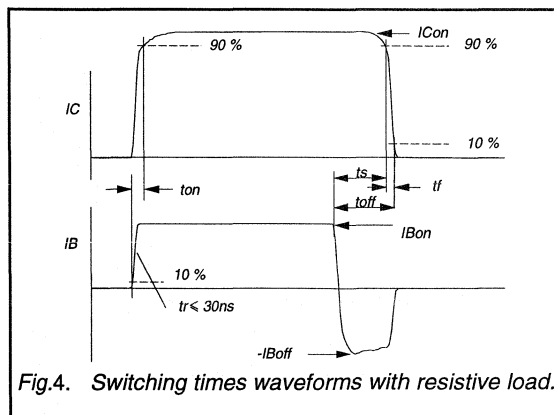 ICon
90 %
90 %
IC
10 %
ts
ton
tf
toff
IB
IBon
10 %
tr⩽ 30ns
-IBoff
Fig.4. Switching times waveforms with resistive load.